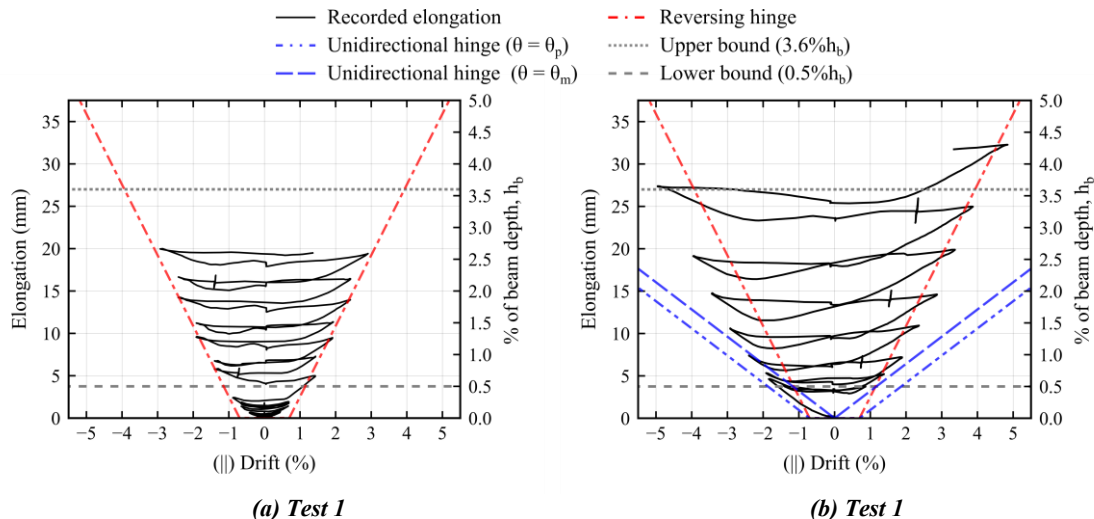 Recorded elongation
Unidirectional hinge (θ = θp)
Unidirectional hinge (θ = θm)
Reversing hinge
Upper bound (3.6%hb)
Lower bound (0.5%hb)
Elongation (mm)
35
30
25
20
15
10
5
0
−5 −4 −3 −2 −1 0 1 2 3 4 5
(||) Drift (%)
5.0
4.5
4.0
3.5
3.0
2.5
2.0
1.5
1.0
0.5
0.0
% of beam depth, hb
(a) Test 1
Elongation (mm)
35
30
25
20
15
10
5
0
−5 −4 −3 −2 −1 0 1 2 3 4 5
(||) Drift (%)
5.0
4.5
4.0
3.5
3.0
2.5
2.0
1.5
1.0
0.5
0.0
% of beam depth, hb
(b) Test 1